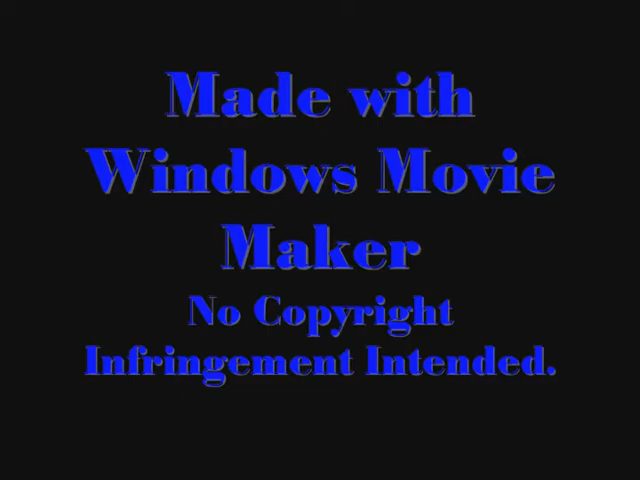 Made with
Windows Movie
Maker
No Copyright
Infringement Intended.